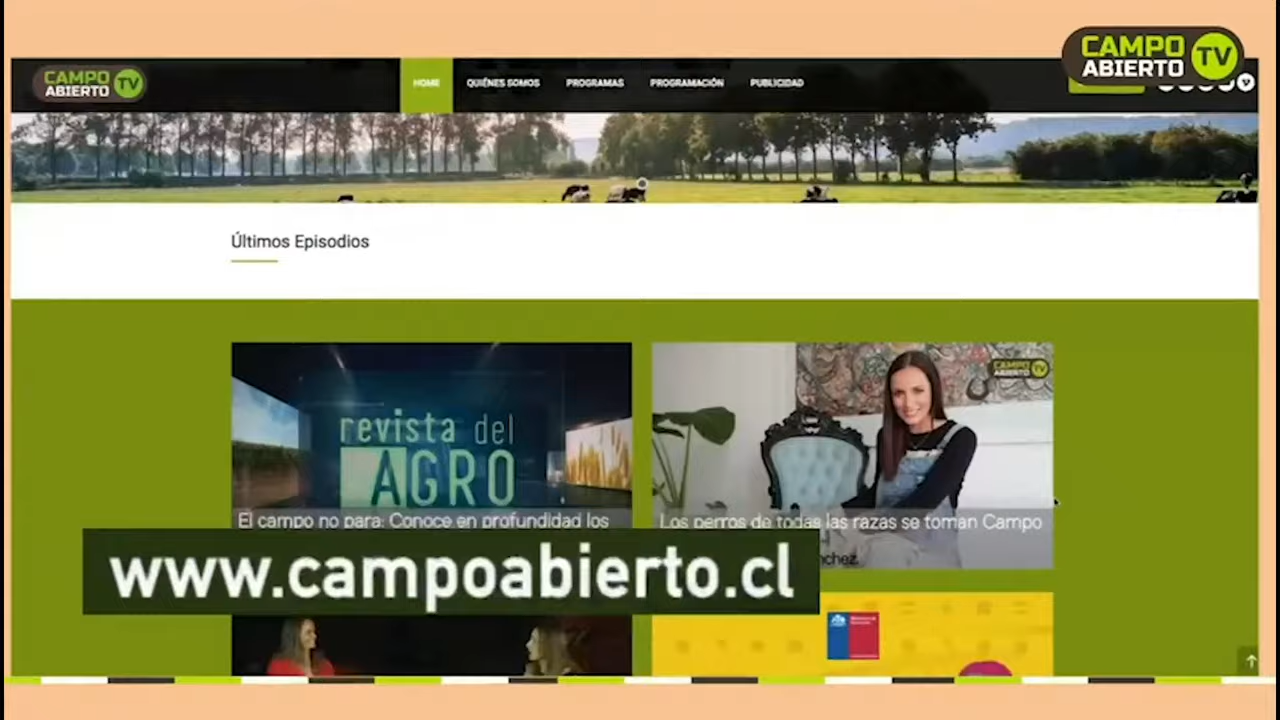 CAMPO
ABIERTO TV
CAMPO
ABIERTO TV
HOME QUIÉNES SOMOS PROGRAMAS PROGRAMACIÓN PUBLICIDAD
Últimos Episodios
revista del
AGRO
CAMPO
ABIERTO TV
El campo no para: Conoce en profundidad los
Los perros de todas las razas se toman Campo
www.campoabierto.cl